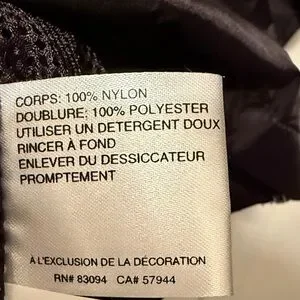 CORPS: 100% NYLON
DOUBLURE: 100% POLYESTER
UTILISER UN DETERGENT DOUX
RINCER À FOND
ENLEVER DU DESSICCATEUR
PROMPTEMENT
À L'EXCLUSION DE LA DÉCORATION
RN# 83094 CA# 57944